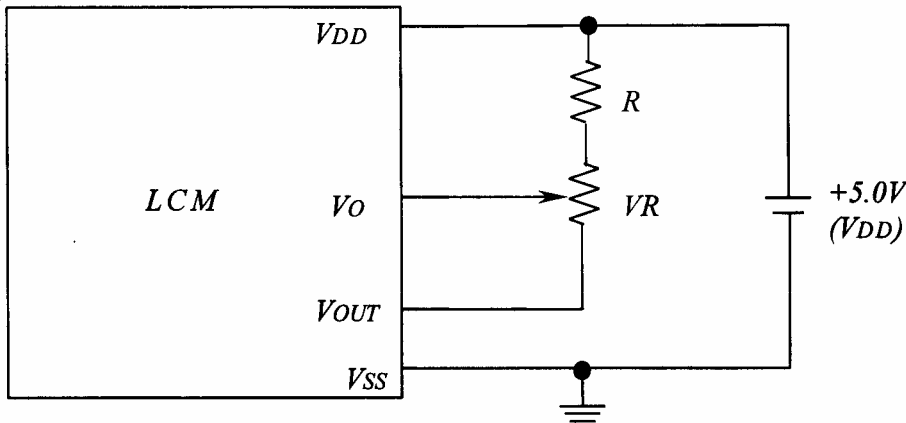 VDD
R
LCM
VO
VR
+5.0V
(VDD)
VOUT
VSS